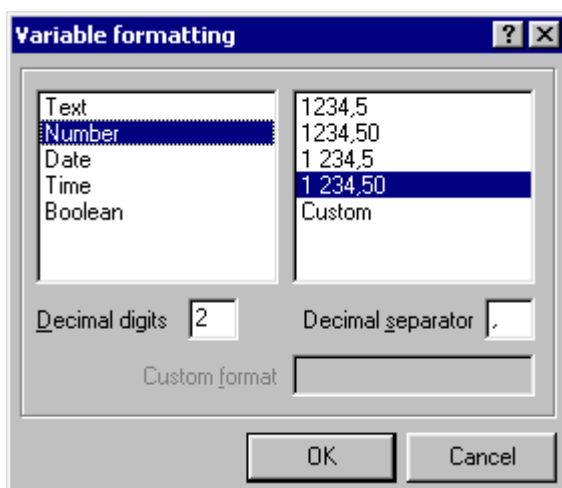 Variable formatting
Text
Number
Date
Time
Boolean
1234,5
1234,50
1 234,5
1 234,50
Custom
Decimal digits 2 Decimal separator ,
Custom format
OK Cancel